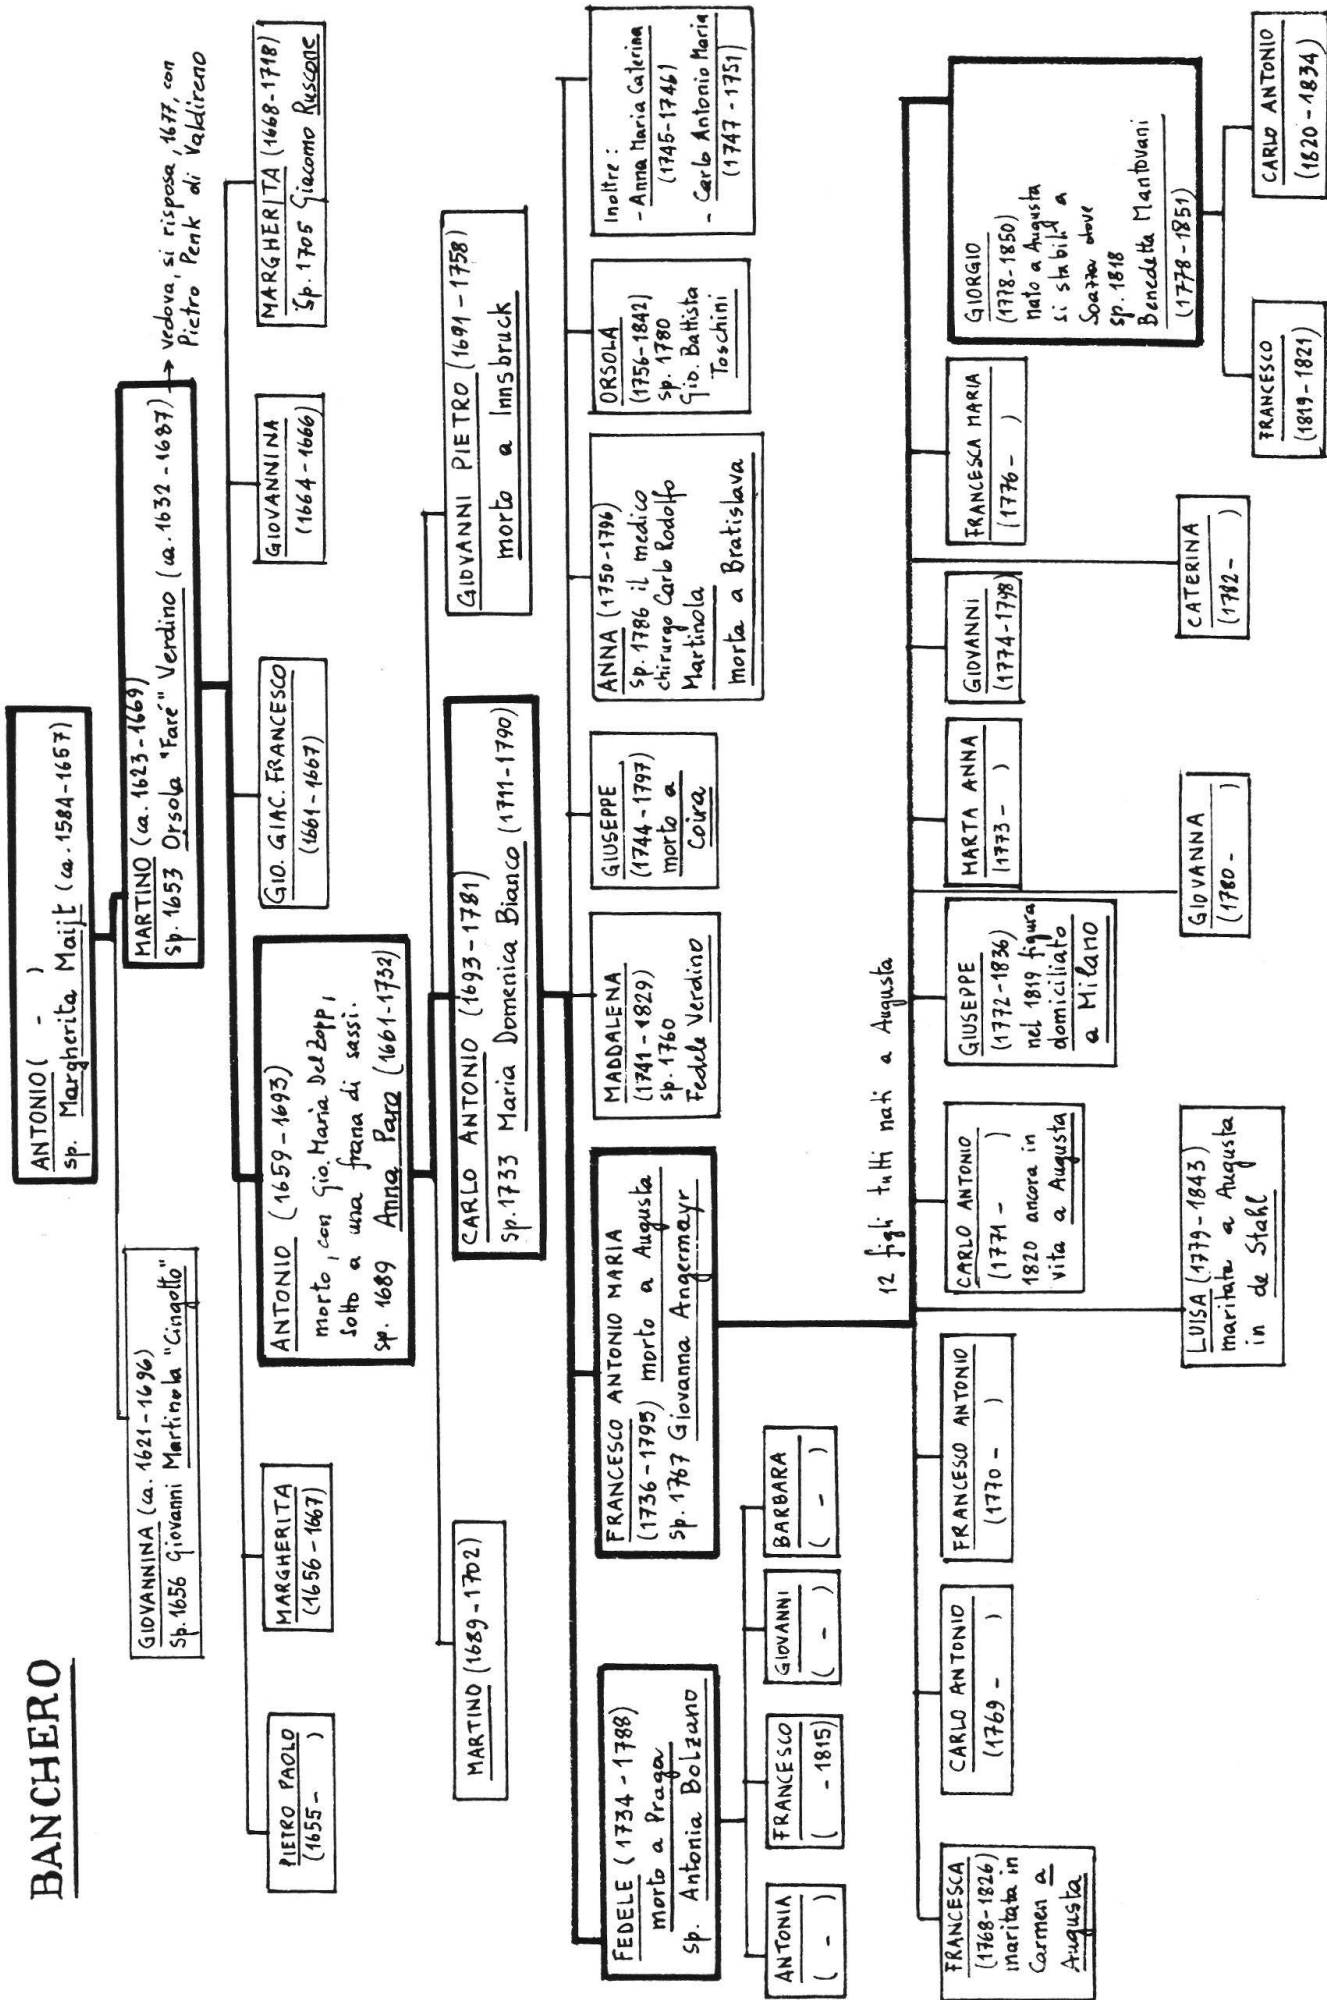 BANCHERO
ANTONIO ( - )
sp. Margherita Maijt (ca. 1584-1657)
GIOVANNINA (ca. 1621-1696)
Sp. 1656 Giovanni Martinola "Cingotto"
MARTINO (ca. 1623-1669)
Sp. 1653 Orsola "Farè" Verdino (ca. 1632-1687)
→ vedova, si risposa, 1677, con
Pietro Penk di Valdireno
PIETRO PAOLO
(1655- )
MARGHERITA
(1656-1667)
ANTONIO (1659-1693)
morto, con Gio. Maria Del Zopp,
sotto a una frana di sassi.
Sp. 1689 Anna Para (1661-1732)
GIO. GIAC. FRANCESCO
(1661-1667)
GIOVANNINA
(1664-1666)
MARGHERITA (1668-1718)
Sp. 1705 Giacomo Ruscone
MARTINO (1689-1702)
CARLO ANTONIO (1693-1781)
Sp. 1733 Maria Domenica Bianco (1711-1790)
GIOVANNI PIETRO (1691-1758)
morto a Innsbruck
FEDELE (1734-1788)
morto a Praga
Sp. Antonia Bolzano
FRANCESCO ANTONIO MARIA
(1736-1795) morto a Augusta
Sp. 1767 Giovanna Angermayr
MADDALENA
(1741-1829)
sp. 1760
Fedele Verdino
GIUSEPPE
(1744-1797)
morto a
Coira
ANNA (1750-1796)
sp. 1786 il medico
chirurgo Carlo Rodolfo
Martinola
morta a Bratislava
ORSOLA
(1756-1842)
sp. 1780
Gio. Battista
Toschini
Inoltre:
- Anna Maria Caterina
(1745-1746)
- Carlo Antonio Maria
(1747-1751)
ANTONIA
( - )
FRANCESCO
( - 1815)
GIOVANNI
( - )
BARBARA
( - )
12 figli tutti nati a Augusta
FRANCESCA
(1768-1826)
maritata in
Carmen a
Augusta
CARLO ANTONIO
(1769 - )
FRANCESCO ANTONIO
(1770 - )
CARLO ANTONIO
(1771 - )
1820 ancora in
vita a Augusta
GIUSEPPE
(1772-1836)
nel 1819 figura
domiciliato
a Milano
MARTA ANNA
(1773 - )
GIOVANNI
(1774-1798)
FRANCESCA MARIA
(1776 - )
GIORGIO
(1778-1850)
nato a Augusta
si stabilì a
Soazza dove
sp. 1818
Benedetta Mantovani
(1778-1851)
LUISA (1779-1843)
maritata a Augusta
in de Stahl
GIOVANNA
(1780 - )
CATERINA
(1782 - )
FRANCESCO
(1819-1821)
CARLO ANTONIO
(1820-1834)